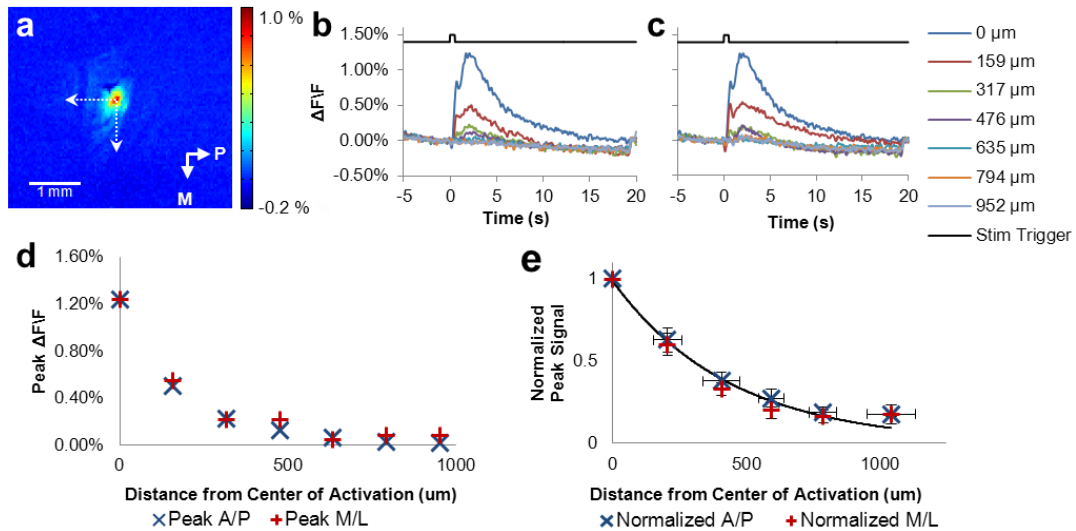 a
1.0 %
-0.2 %
P
M
1 mm
b
ΔF\F
1.50%
1.00%
0.50%
0.00%
-0.50%
-5 0 5 10 15 20
Time (s)
c
-5 0 5 10 15 20
Time (s)
0 µm
159 µm
317 µm
476 µm
635 µm
794 µm
952 µm
Stim Trigger
d
Peak ΔF\F
1.60%
1.20%
0.80%
0.40%
0.00%
0 500 1000
Distance from Center of Activation (um)
Peak A/P Peak M/L
e
Normalized
Peak Signal
1
0.5
0
0 500 1000
Distance from Center of Activation (um)
Normalized A/P Normalized M/L